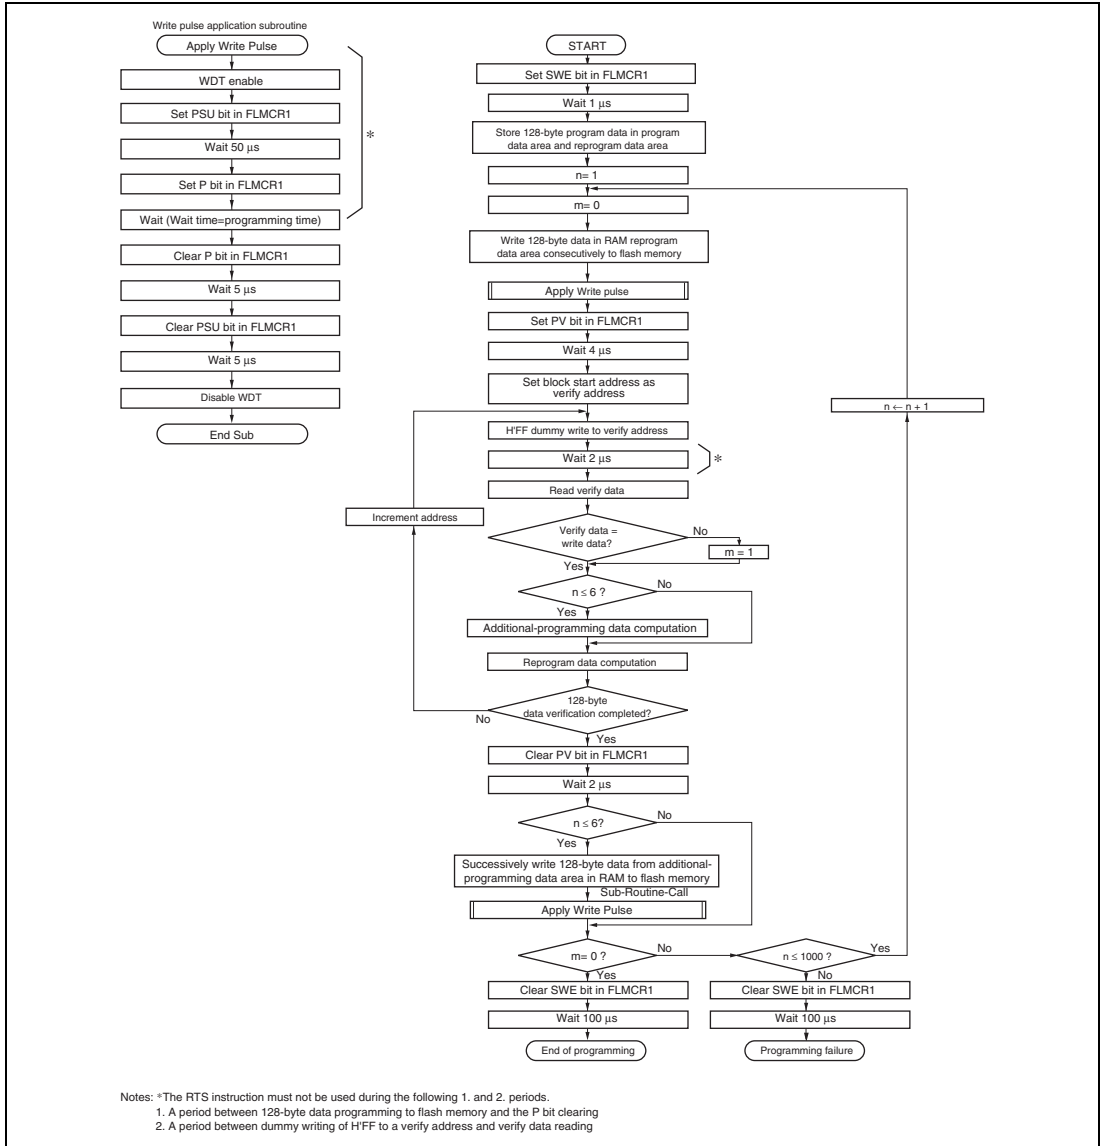 Write pulse application subroutine
Apply Write Pulse
WDT enable
Set PSU bit in FLMCR1
Wait 50 μs
Set P bit in FLMCR1
Wait (Wait time=programming time)
*
Clear P bit in FLMCR1
Wait 5 μs
Clear PSU bit in FLMCR1
Wait 5 μs
Disable WDT
End Sub
START
Set SWE bit in FLMCR1
Wait 1 μs
Store 128-byte program data in program
data area and reprogram data area
n= 1
m= 0
Write 128-byte data in RAM reprogram
data area consecutively to flash memory
Apply Write pulse
Set PV bit in FLMCR1
Wait 4 μs
Set block start address as
verify address
n ← n + 1
H'FF dummy write to verify address
Wait 2 μs
*
Read verify data
Increment address
Verify data =
write data?
No
m = 1
Yes
n ≤ 6 ?
No
Yes
Additional-programming data computation
Reprogram data computation
128-byte
data verification completed?
No
Yes
Clear PV bit in FLMCR1
Wait 2 μs
n ≤ 6?
No
Yes
Successively write 128-byte data from additional-
programming data area in RAM to flash memory
Sub-Routine-Call
Apply Write Pulse
m= 0 ?
No
n ≤ 1000 ?
Yes
Yes
No
Clear SWE bit in FLMCR1
Clear SWE bit in FLMCR1
Wait 100 μs
Wait 100 μs
End of programming
Programming failure
Notes: *The RTS instruction must not be used during the following 1. and 2. periods.
1. A period between 128-byte data programming to flash memory and the P bit clearing
2. A period between dummy writing of H'FF to a verify address and verify data reading